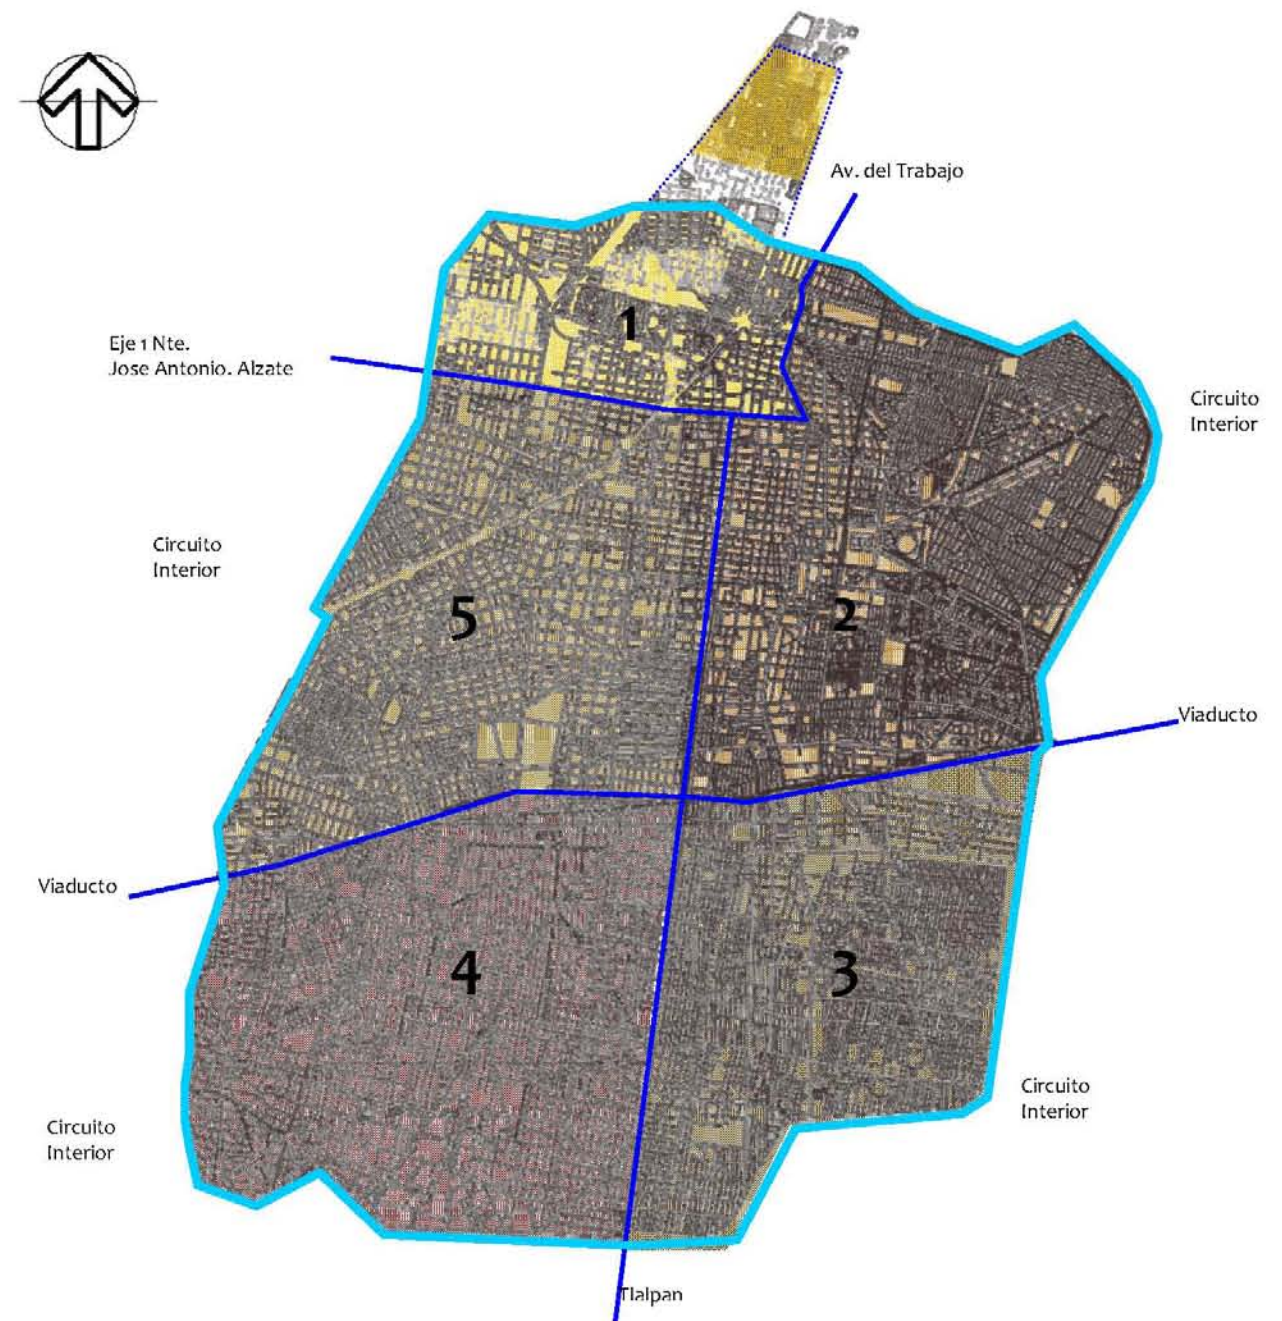 Av. del Trabajo
1
Eje 1 Nte.
Jose Antonio. Alzate
Circuito
Interior
Circuito
Interior
5
2
Viaducto
Viaducto
4
3
Circuito
Interior
Circuito
Interior
Tlalpan